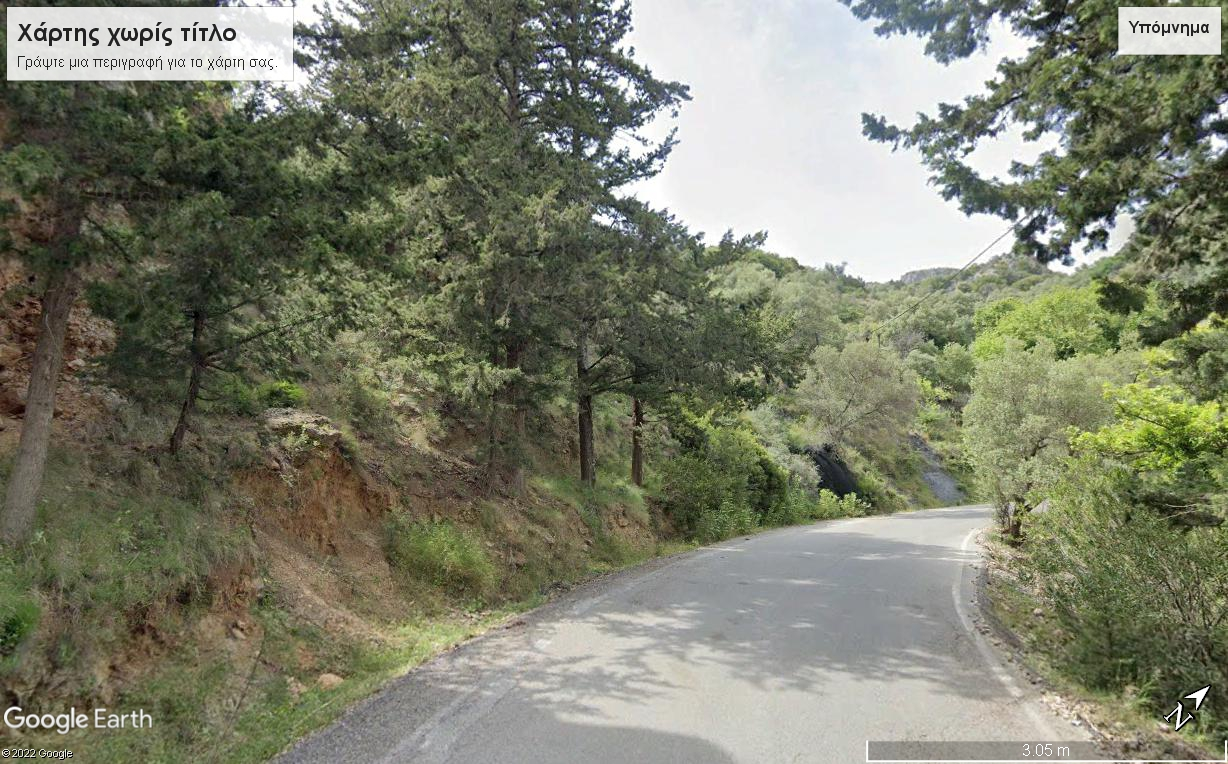 Χάρτης χωρίς τίτλο
Γράψτε μια περιγραφή για το χάρτη σας.
Υπόμνημα
Google Earth
©2022 Google
N
3.05 m